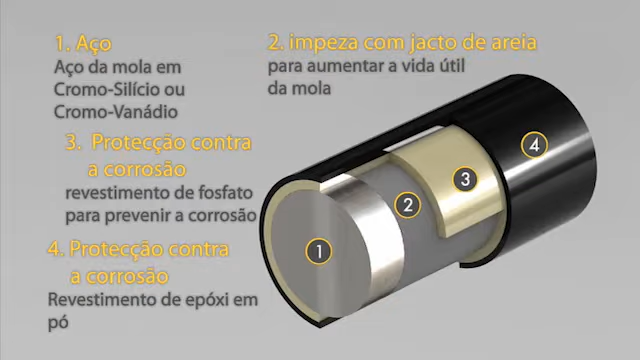 1. Aço
Aço da mola em
Cromo-Silício ou
Cromo-Vanádio
2. impeza com jacto de areia
para aumentar a vida útil
da mola
3. Protecção contra
a corrosão
revestimento de fosfato
para prevenir a corrosão
4. Protecção contra
a corrosão
Revestimento de epóxi em
pó
1
2
3
4